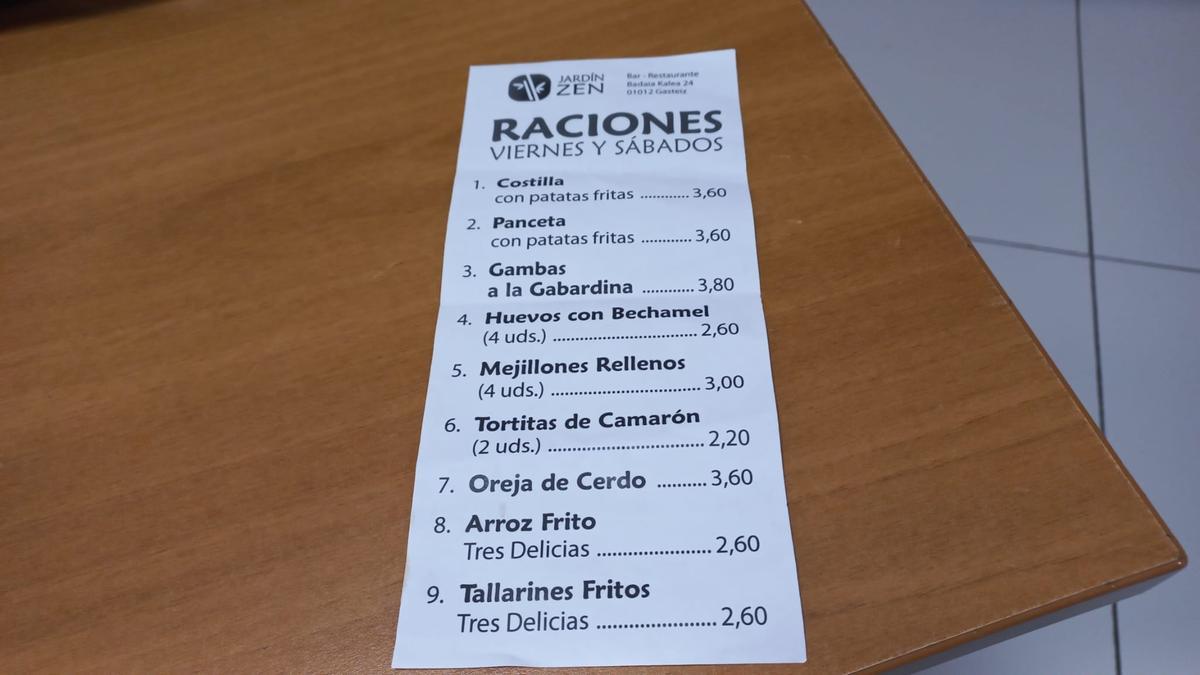 JARDÍN
ZEN
Bar - Restaurante
Badaia Kalea 24
01012 Gasteiz
RACIONES
VIERNES Y SÁBADOS
1. Costilla
con patatas fritas ............ 3,60
2. Panceta
con patatas fritas ............ 3,60
3. Gambas
a la Gabardina ............ 3,80
4. Huevos con Bechamel
(4 uds.) .................................. 2,60
5. Mejillones Rellenos
(4 uds.) .................................. 3,00
6. Tortitas de Camarón
(2 uds.) .................................. 2,20
7. Oreja de Cerdo .......... 3,60
8. Arroz Frito
Tres Delicias ....................... 2,60
9. Tallarines Fritos
Tres Delicias ....................... 2,60